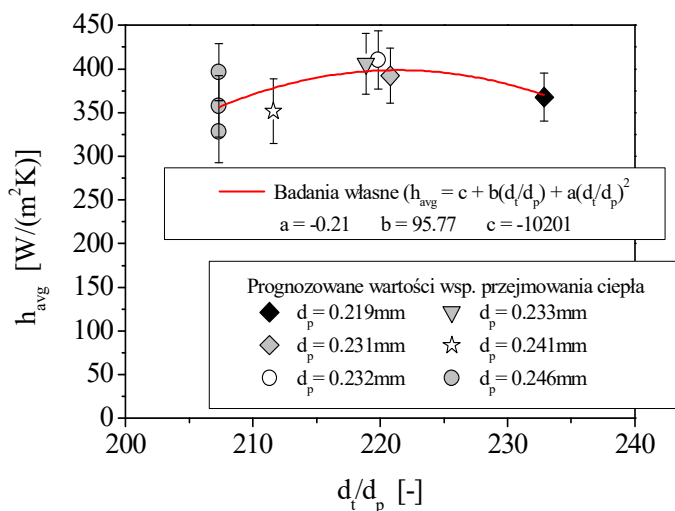 450
400
350
300
250
200
150
100
50
0
h_avg [W/(m²K)]
Badania własne (h_avg = c + b(d_t/d_p) + a(d_t/d_p)²
a = -0.21 b = 95.77 c = -10201
Prognozowane wartości wsp. przejmowania ciepła
d_p = 0.219mm d_p = 0.233mm
d_p = 0.231mm d_p = 0.241mm
d_p = 0.232mm d_p = 0.246mm
200 210 220 230 240
d_t/d_p [-]